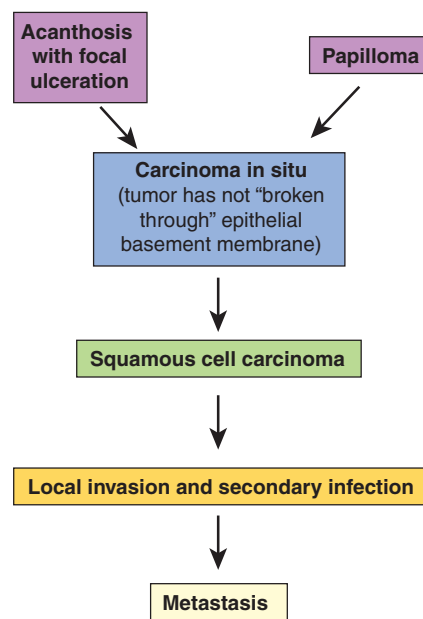 Acanthosis
with focal
ulceration
Papilloma
Carcinoma in situ
(tumor has not “broken
through” epithelial
basement membrane)
Squamous cell carcinoma
Local invasion and secondary infection
Metastasis